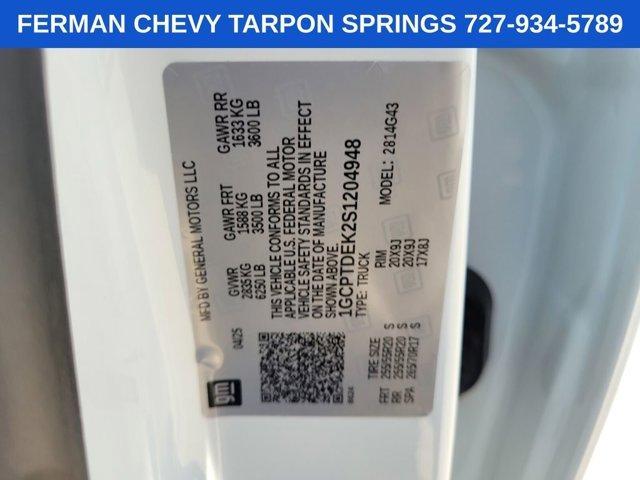 FERMAN CHEVY TARPON SPRINGS 727-934-5789
MFD BY GENERAL MOTORS LLC
04/25
GVWR GAWR FRT GAWR RR
2835 KG 1588 KG 1633 KG
6250 LB 3500 LB 3600 LB
THIS VEHICLE CONFORMS TO ALL
APPLICABLE U.S. FEDERAL MOTOR
VEHICLE SAFETY STANDARDS IN EFFECT
ON THE DATE OF MANUFACTURE
SHOWN ABOVE.
1GCPTDEK2S1204948
TYPE: TRUCK MODEL: 2814G43
TIRE SIZE RIM
FRT 255/55R20 S 20X9J
RR 255/55R20 S 20X9J
SPA 265/70R17 S 17X8J
gm